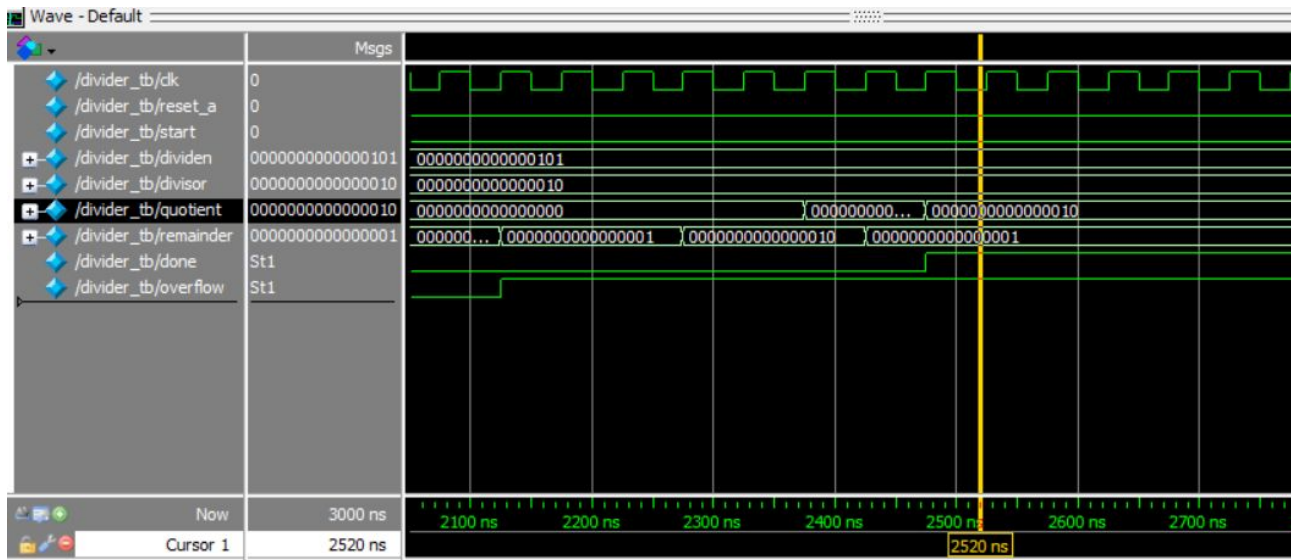 Wave - Default
Msgs
/divider_tb/clk 0
/divider_tb/reset_a 0
/divider_tb/start 0
/divider_tb/dividen 0000000000000101 0000000000000101
/divider_tb/divisor 0000000000000010 0000000000000010
/divider_tb/quotient 0000000000000010 0000000000000000 000000000... 0000000000000010
/divider_tb/remainder 0000000000000001 000000... 0000000000000001 0000000000000010 0000000000000001
/divider_tb/done St1
/divider_tb/overflow St1
Now 3000 ns 2100 ns 2200 ns 2300 ns 2400 ns 2500 ns 2600 ns 2700 ns
Cursor 1 2520 ns 2520 ns